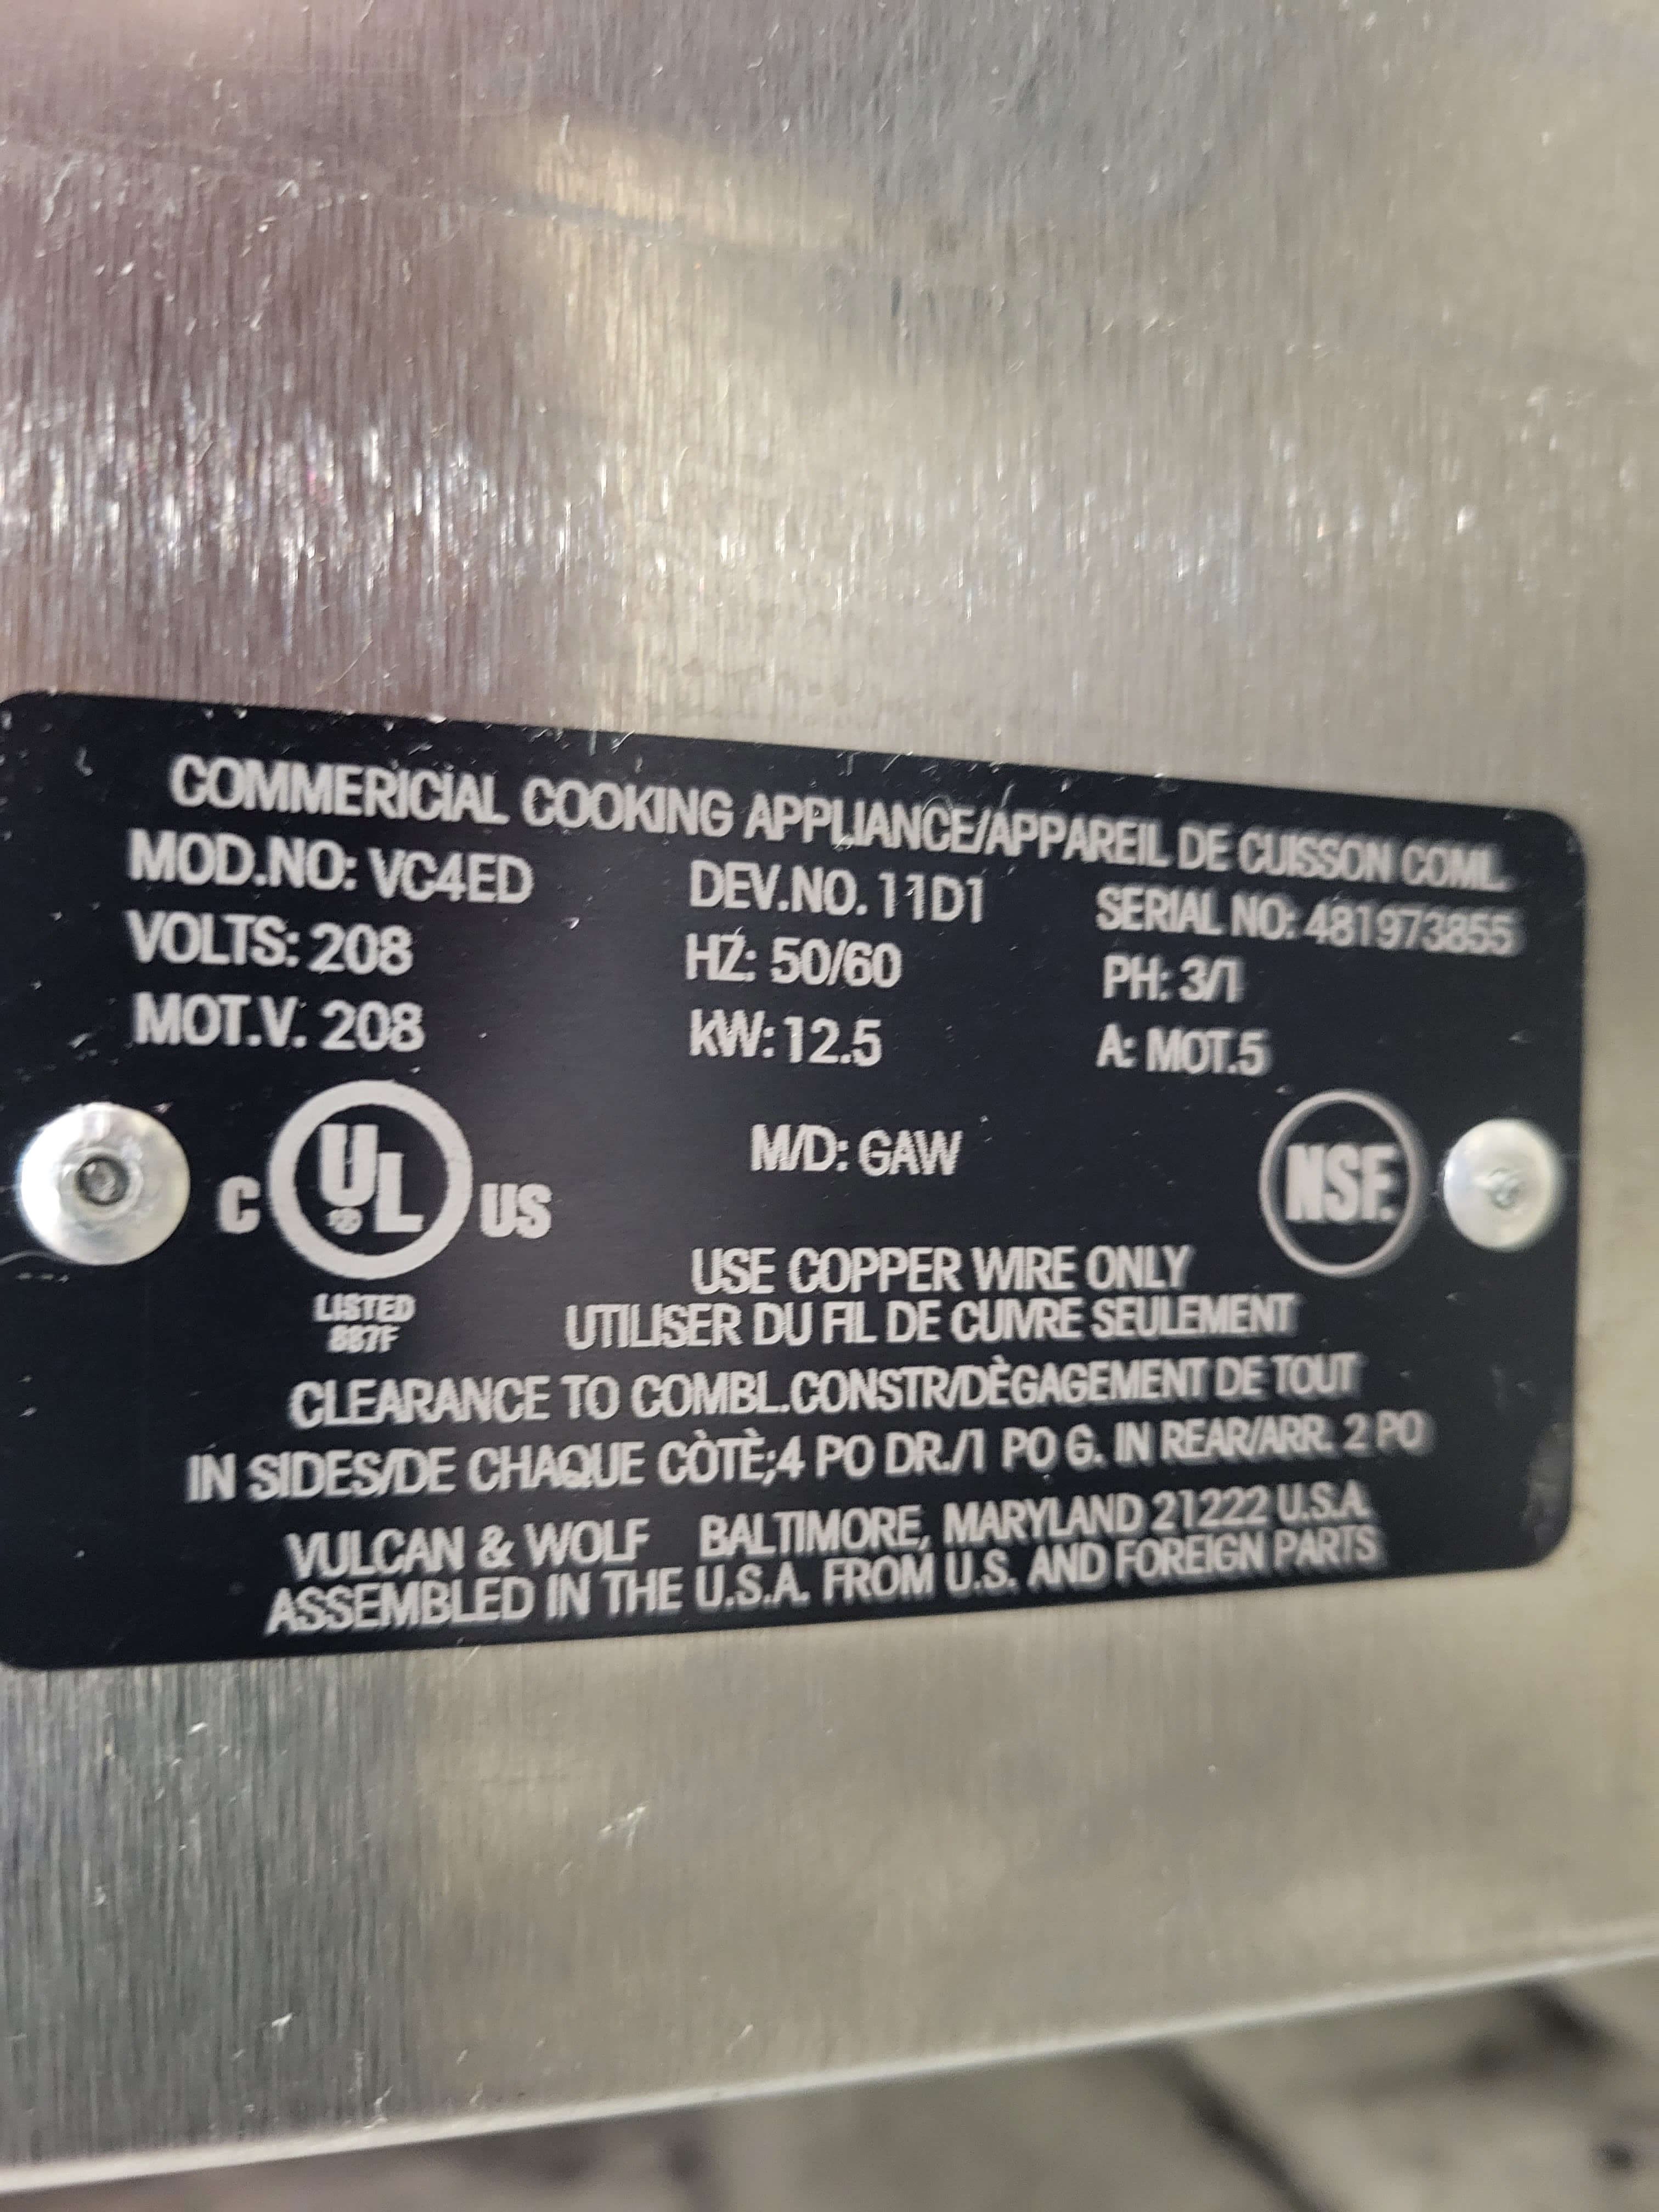 COMMERICIAL COOKING APPLIANCE/APPAREIL DE CUISSON COML.
MOD.NO: VC4ED DEV.NO. 11D1 SERIAL NO: 481973855
VOLTS: 208 HZ: 50/60 PH: 3/1
MOT.V. 208 kW: 12.5 A: MOT.5
C UL US M/D: GAW NSF.
LISTED
887F
USE COPPER WIRE ONLY
UTILISER DU FIL DE CUIVRE SEULEMENT
CLEARANCE TO COMBL.CONSTR/DÈGAGEMENT DE TOUT
IN SIDES/DE CHAQUE CÒTÈ;4 PO DR./1 PO G. IN REAR/ARR. 2 PO
VULCAN & WOLF BALTIMORE, MARYLAND 21222 U.S.A.
ASSEMBLED IN THE U.S.A. FROM U.S. AND FOREIGN PARTS